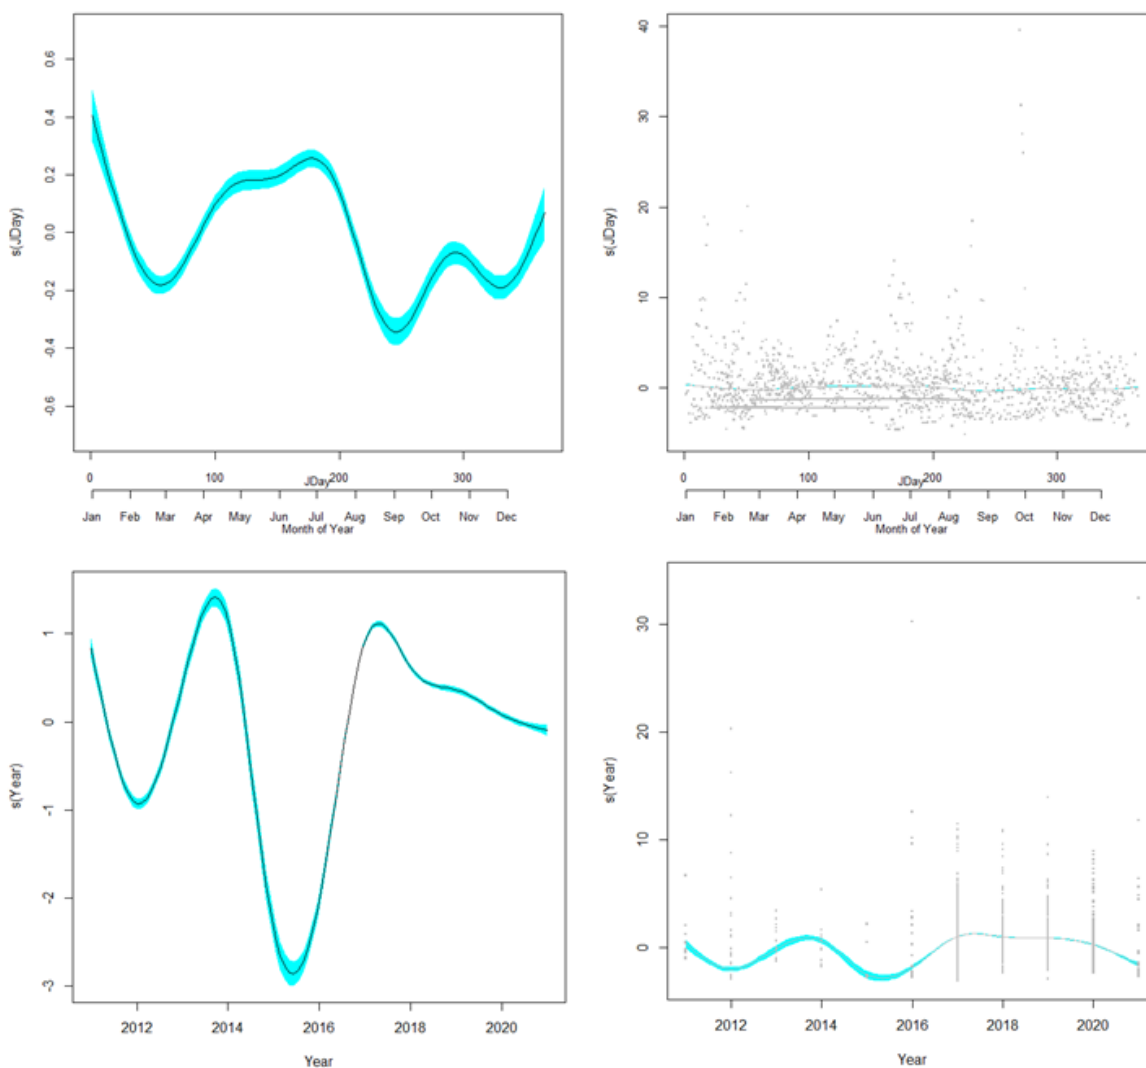 0.6
0.4
0.2
0.0
-0.2
-0.4
-0.6
s(JDay)
0 100 200 300
JDay
Jan Feb Mar Apr May Jun Jul Aug Sep Oct Nov Dec
Month of Year
40
30
20
10
0
s(JDay)
0 100 200 300
JDay
Jan Feb Mar Apr May Jun Jul Aug Sep Oct Nov Dec
Month of Year
1
0
-1
-2
-3
s(Year)
2012 2014 2016 2018 2020
Year
30
20
10
0
s(Year)
2012 2014 2016 2018 2020
Year